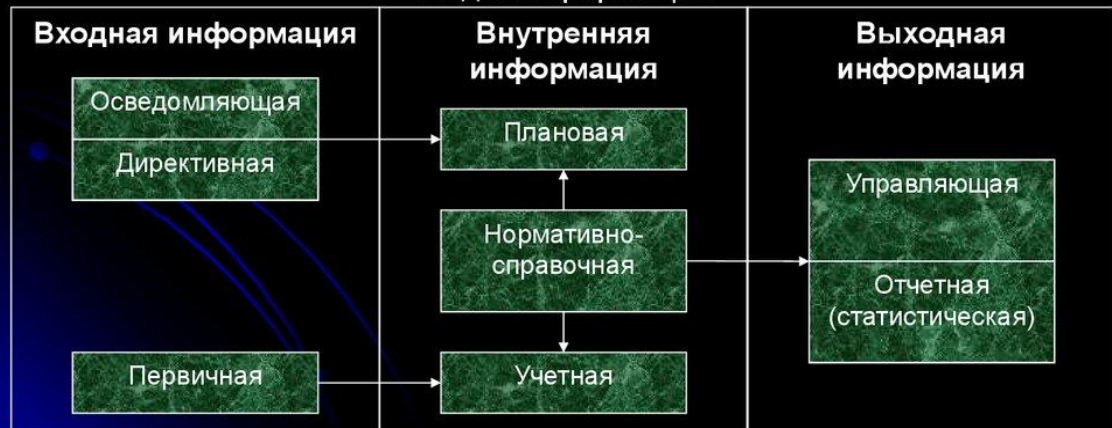 Входная информация
Внутренняя
информация
Выходная
информация
Осведомляющая
Директивная
Первичная
Плановая
Нормативно-
справочная
Учетная
Управляющая
Отчетная
(статистическая)